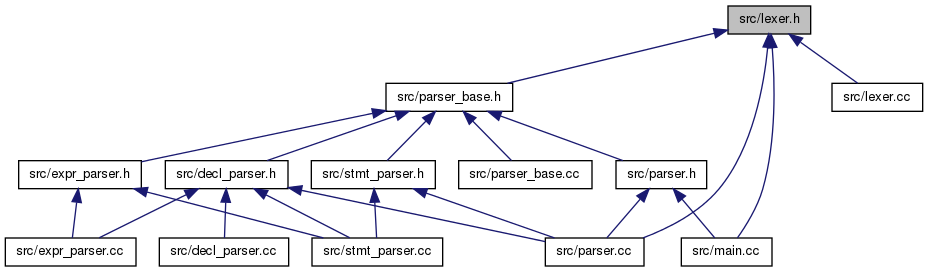 src/lexer.h
src/parser_base.h
src/lexer.cc
src/expr_parser.h
src/decl_parser.h
src/stmt_parser.h
src/parser_base.cc
src/parser.h
src/expr_parser.cc
src/decl_parser.cc
src/stmt_parser.cc
src/parser.cc
src/main.cc